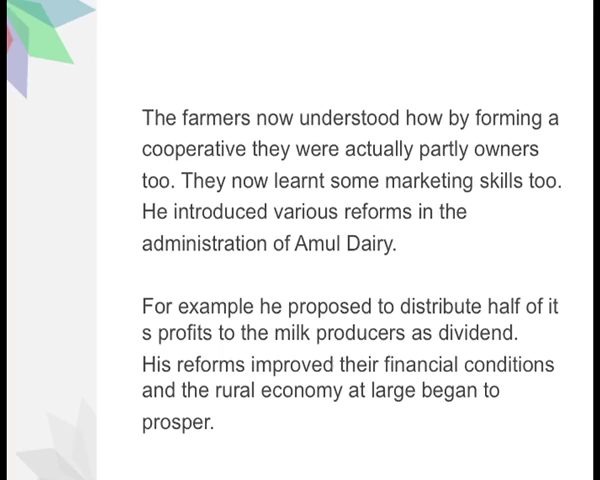 The farmers now understood how by forming a
cooperative they were actually partly owners
too. They now learnt some marketing skills too.
He introduced various reforms in the
administration of Amul Dairy.
For example he proposed to distribute half of it
s profits to the milk producers as dividend.
His reforms improved their financial conditions
and the rural economy at large began to
prosper.